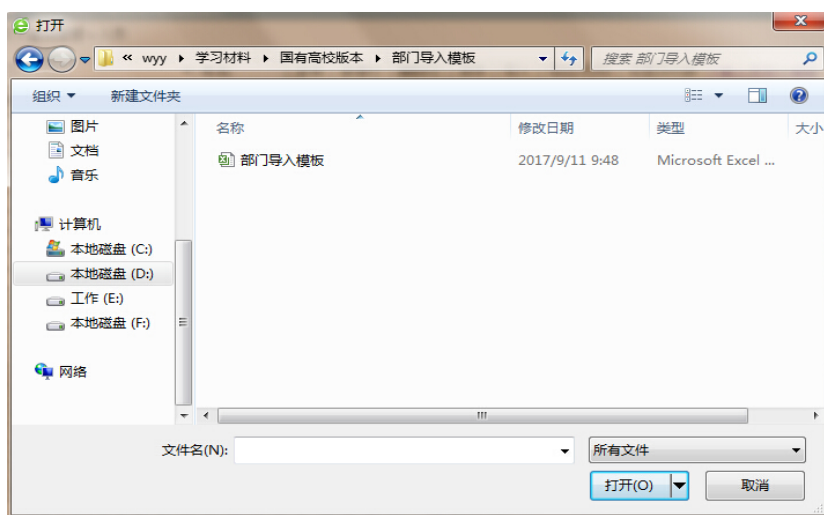 打开
« wyy ▸ 学习材料 ▸ 国有高校版本 ▸ 部门导入模板
搜索 部门导入模板
组织 新建文件夹
名称 修改日期 类型 大小
部门导入模板 2017/9/11 9:48 Microsoft Excel ...
图片
文档
音乐
计算机
本地磁盘 (C:)
本地磁盘 (D:)
工作 (E:)
本地磁盘 (F:)
网络
文件名(N): 所有文件
打开(O) 取消